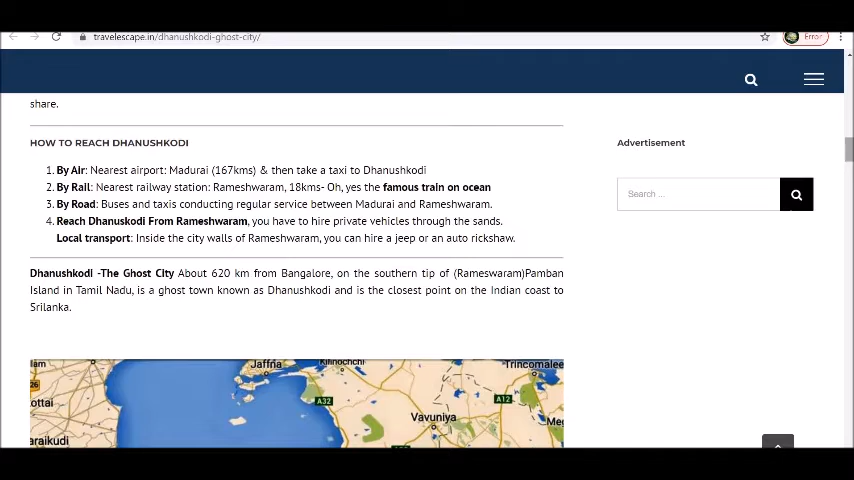 travelescape.in/dhanushkodi-ghost-city/
Error
share.
HOW TO REACH DHANUSHKODI
Advertisement
1. By Air: Nearest airport: Madurai (167kms) & then take a taxi to Dhanushkodi
2. By Rail: Nearest railway station: Rameshwaram, 18kms- Oh, yes the famous train on ocean
Search ...
3. By Road: Buses and taxis conducting regular service between Madurai and Rameshwaram.
4. Reach Dhanuskodi From Rameshwaram, you have to hire private vehicles through the sands.
Local transport: Inside the city walls of Rameshwaram, you can hire a jeep or an auto rickshaw.
Dhanushkodi -The Ghost City About 620 km from Bangalore, on the southern tip of (Rameswaram)Pamban
Island in Tamil Nadu, is a ghost town known as Dhanushkodi and is the closest point on the Indian coast to
Srilanka.
lam
Jaffna
Kilinochchi
Trincomalee
26
ottai
A32
A12
Vavuniya
araikudi